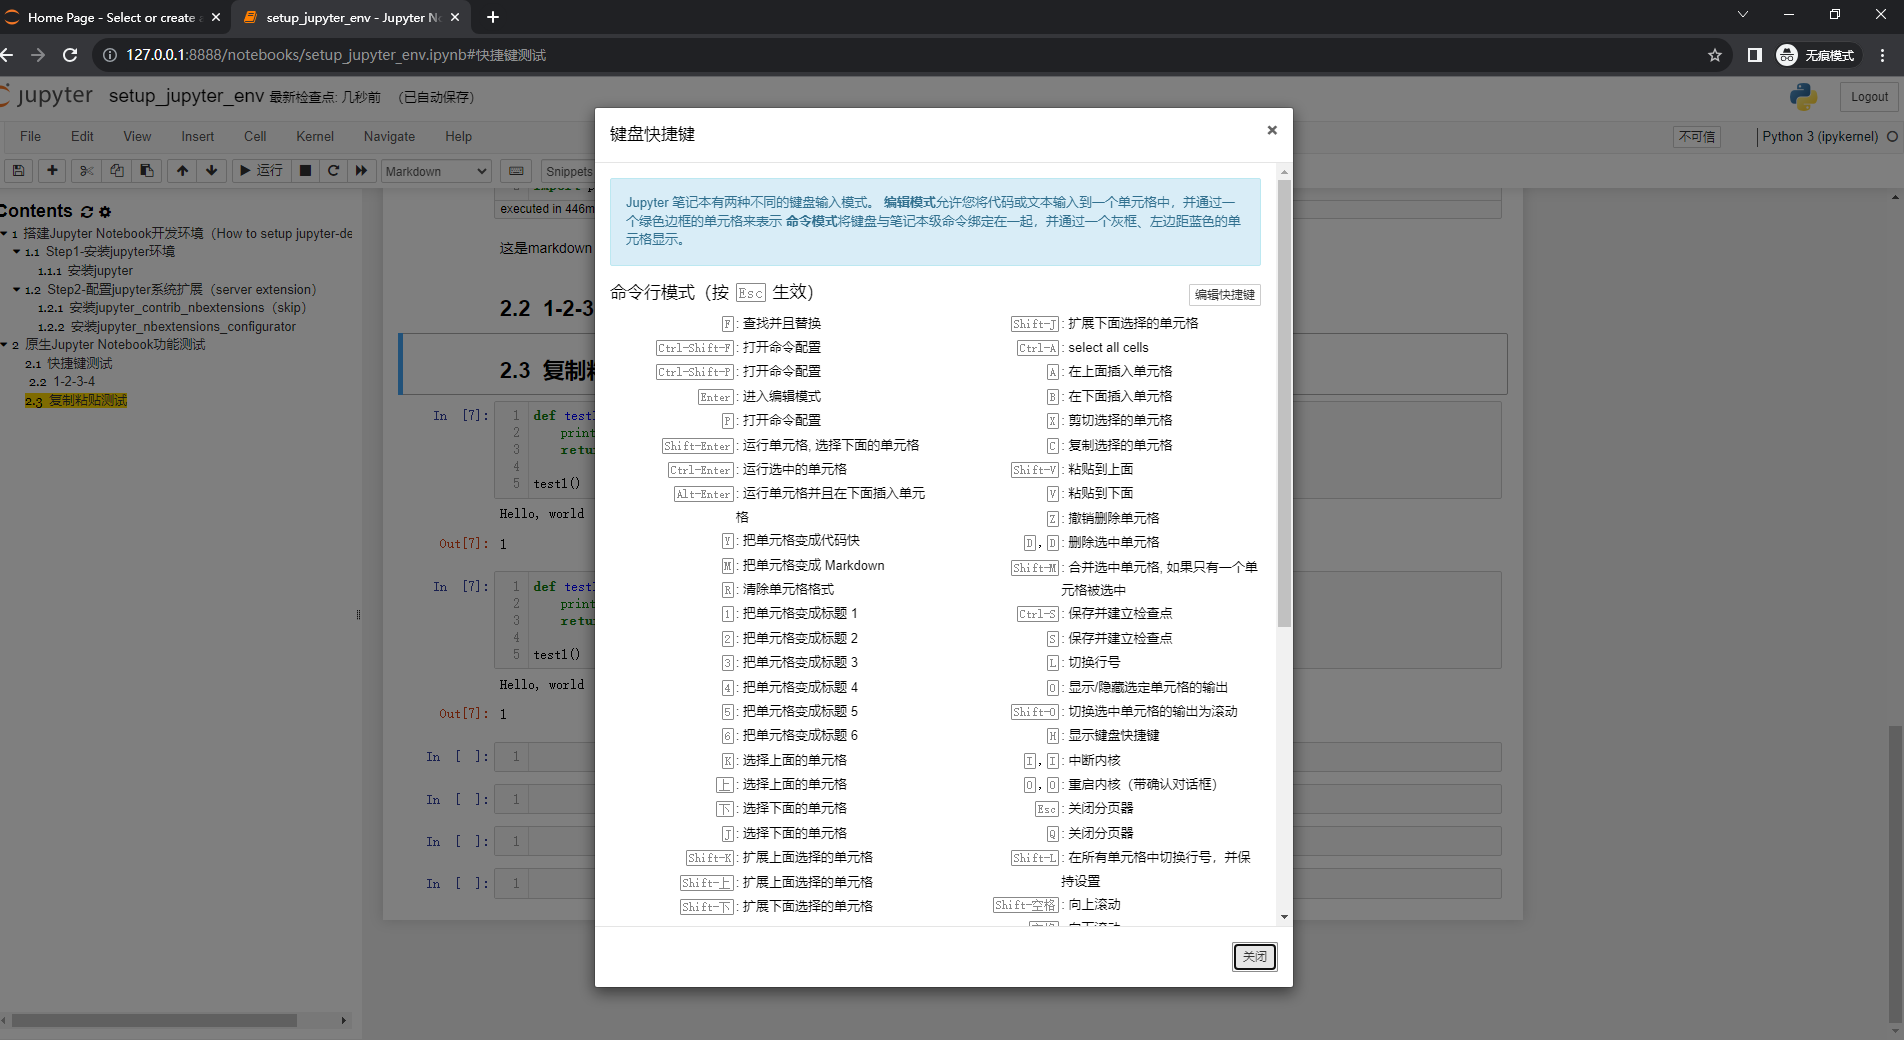 Home Page - Select or create a
setup_jupyter_env - Jupyter No
127.0.0.1:8888/notebooks/setup_jupyter_env.ipynb#快捷键测试
无痕模式
jupyter setup_jupyter_env 最新检查点: 几秒前 (已自动保存)
Logout
File Edit View Insert Cell Kernel Navigate Help
不可信 Python 3 (ipykernel)
运行 Markdown Snippets
Contents
1 搭建Jupyter Notebook开发环境（How to setup jupyter-de
1.1 Step1-安装jupyter环境
1.1.1 安装jupyter
1.2 Step2-配置jupyter系统扩展（server extension）
1.2.1 安装jupyter_contrib_nbextensions（skip）
1.2.2 安装jupyter_nbextensions_configurator
2 原生Jupyter Notebook功能测试
2.1 快捷键测试
2.2 1-2-3-4
2.3 复制粘贴测试
executed in 446m
这是markdown
2.2 1-2-3
2.3 复制粘
In [7]:
1 def test1
2 print
3 retur
4
5 test1()
Hello, world
Out[7]: 1
In [7]:
1 def test1
2 print
3 retur
4
5 test1()
Hello, world
Out[7]: 1
In [ ]: 1
In [ ]: 1
In [ ]: 1
In [ ]: 1
键盘快捷键
×
Jupyter 笔记本有两种不同的键盘输入模式。 编辑模式允许您将代码或文本输入到一个单元格中，并通过一
个绿色边框的单元格来表示 命令模式将键盘与笔记本级命令绑定在一起，并通过一个灰框、左边距蓝色的单
元格显示。
命令行模式（按 Esc 生效）
编辑快捷键
F : 查找并且替换
Ctrl-Shift-F : 打开命令配置
Ctrl-Shift-P : 打开命令配置
Enter : 进入编辑模式
P : 打开命令配置
Shift-Enter : 运行单元格, 选择下面的单元格
Ctrl-Enter : 运行选中的单元格
Alt-Enter : 运行单元格并且在下面插入单元
格
Y : 把单元格变成代码快
M : 把单元格变成 Markdown
R : 清除单元格格式
1 : 把单元格变成标题 1
2 : 把单元格变成标题 2
3 : 把单元格变成标题 3
4 : 把单元格变成标题 4
5 : 把单元格变成标题 5
6 : 把单元格变成标题 6
K : 选择上面的单元格
上 : 选择上面的单元格
下 : 选择下面的单元格
J : 选择下面的单元格
Shift-K : 扩展上面选择的单元格
Shift-上 : 扩展上面选择的单元格
Shift-下 : 扩展下面选择的单元格
Shift-J : 扩展下面选择的单元格
Ctrl-A : select all cells
A : 在上面插入单元格
B : 在下面插入单元格
X : 剪切选择的单元格
C : 复制选择的单元格
Shift-V : 粘贴到上面
V : 粘贴到下面
Z : 撤销删除单元格
D , D : 删除选中单元格
Shift-M : 合并选中单元格, 如果只有一个单
元格被选中
Ctrl-S : 保存并建立检查点
S : 保存并建立检查点
L : 切换行号
O : 显示/隐藏选定单元格的输出
Shift-O : 切换选中单元格的输出为滚动
H : 显示键盘快捷键
I , I : 中断内核
0 , 0 : 重启内核（带确认对话框）
Esc : 关闭分页器
Q : 关闭分页器
Shift-L : 在所有单元格中切换行号，并保
持设置
Shift-空格 : 向上滚动
关闭